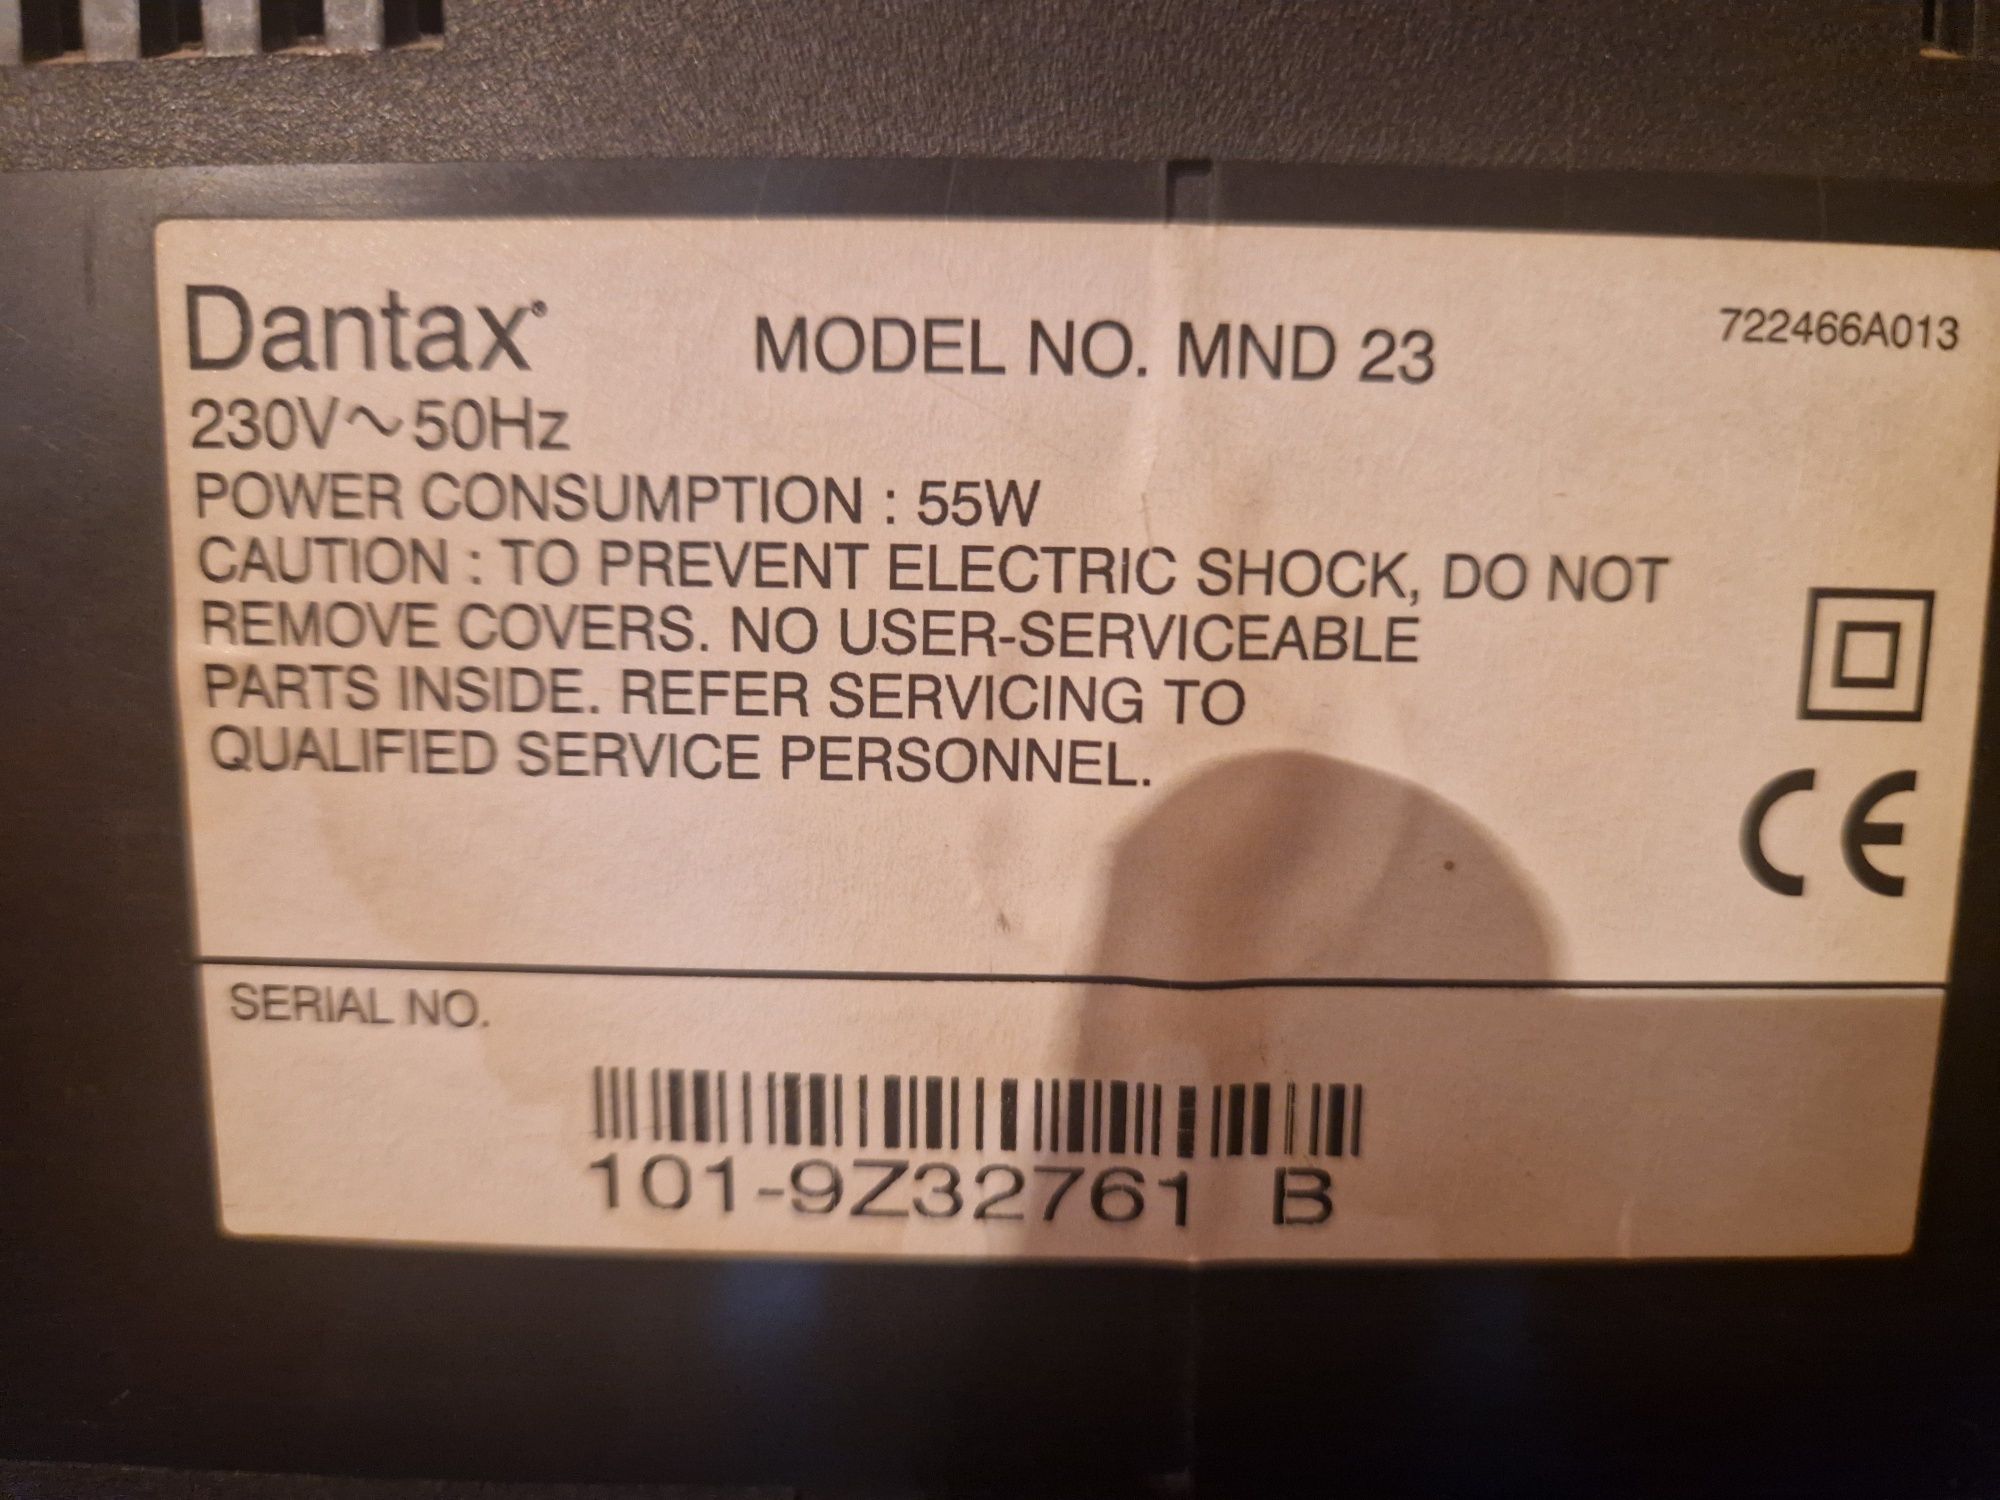 Dantax® MODEL NO. MND 23 722466A013
230V~50Hz
POWER CONSUMPTION : 55W
CAUTION : TO PREVENT ELECTRIC SHOCK, DO NOT
REMOVE COVERS. NO USER-SERVICEABLE
PARTS INSIDE. REFER SERVICING TO
QUALIFIED SERVICE PERSONNEL.
CE
SERIAL NO.
101-9Z32761 B